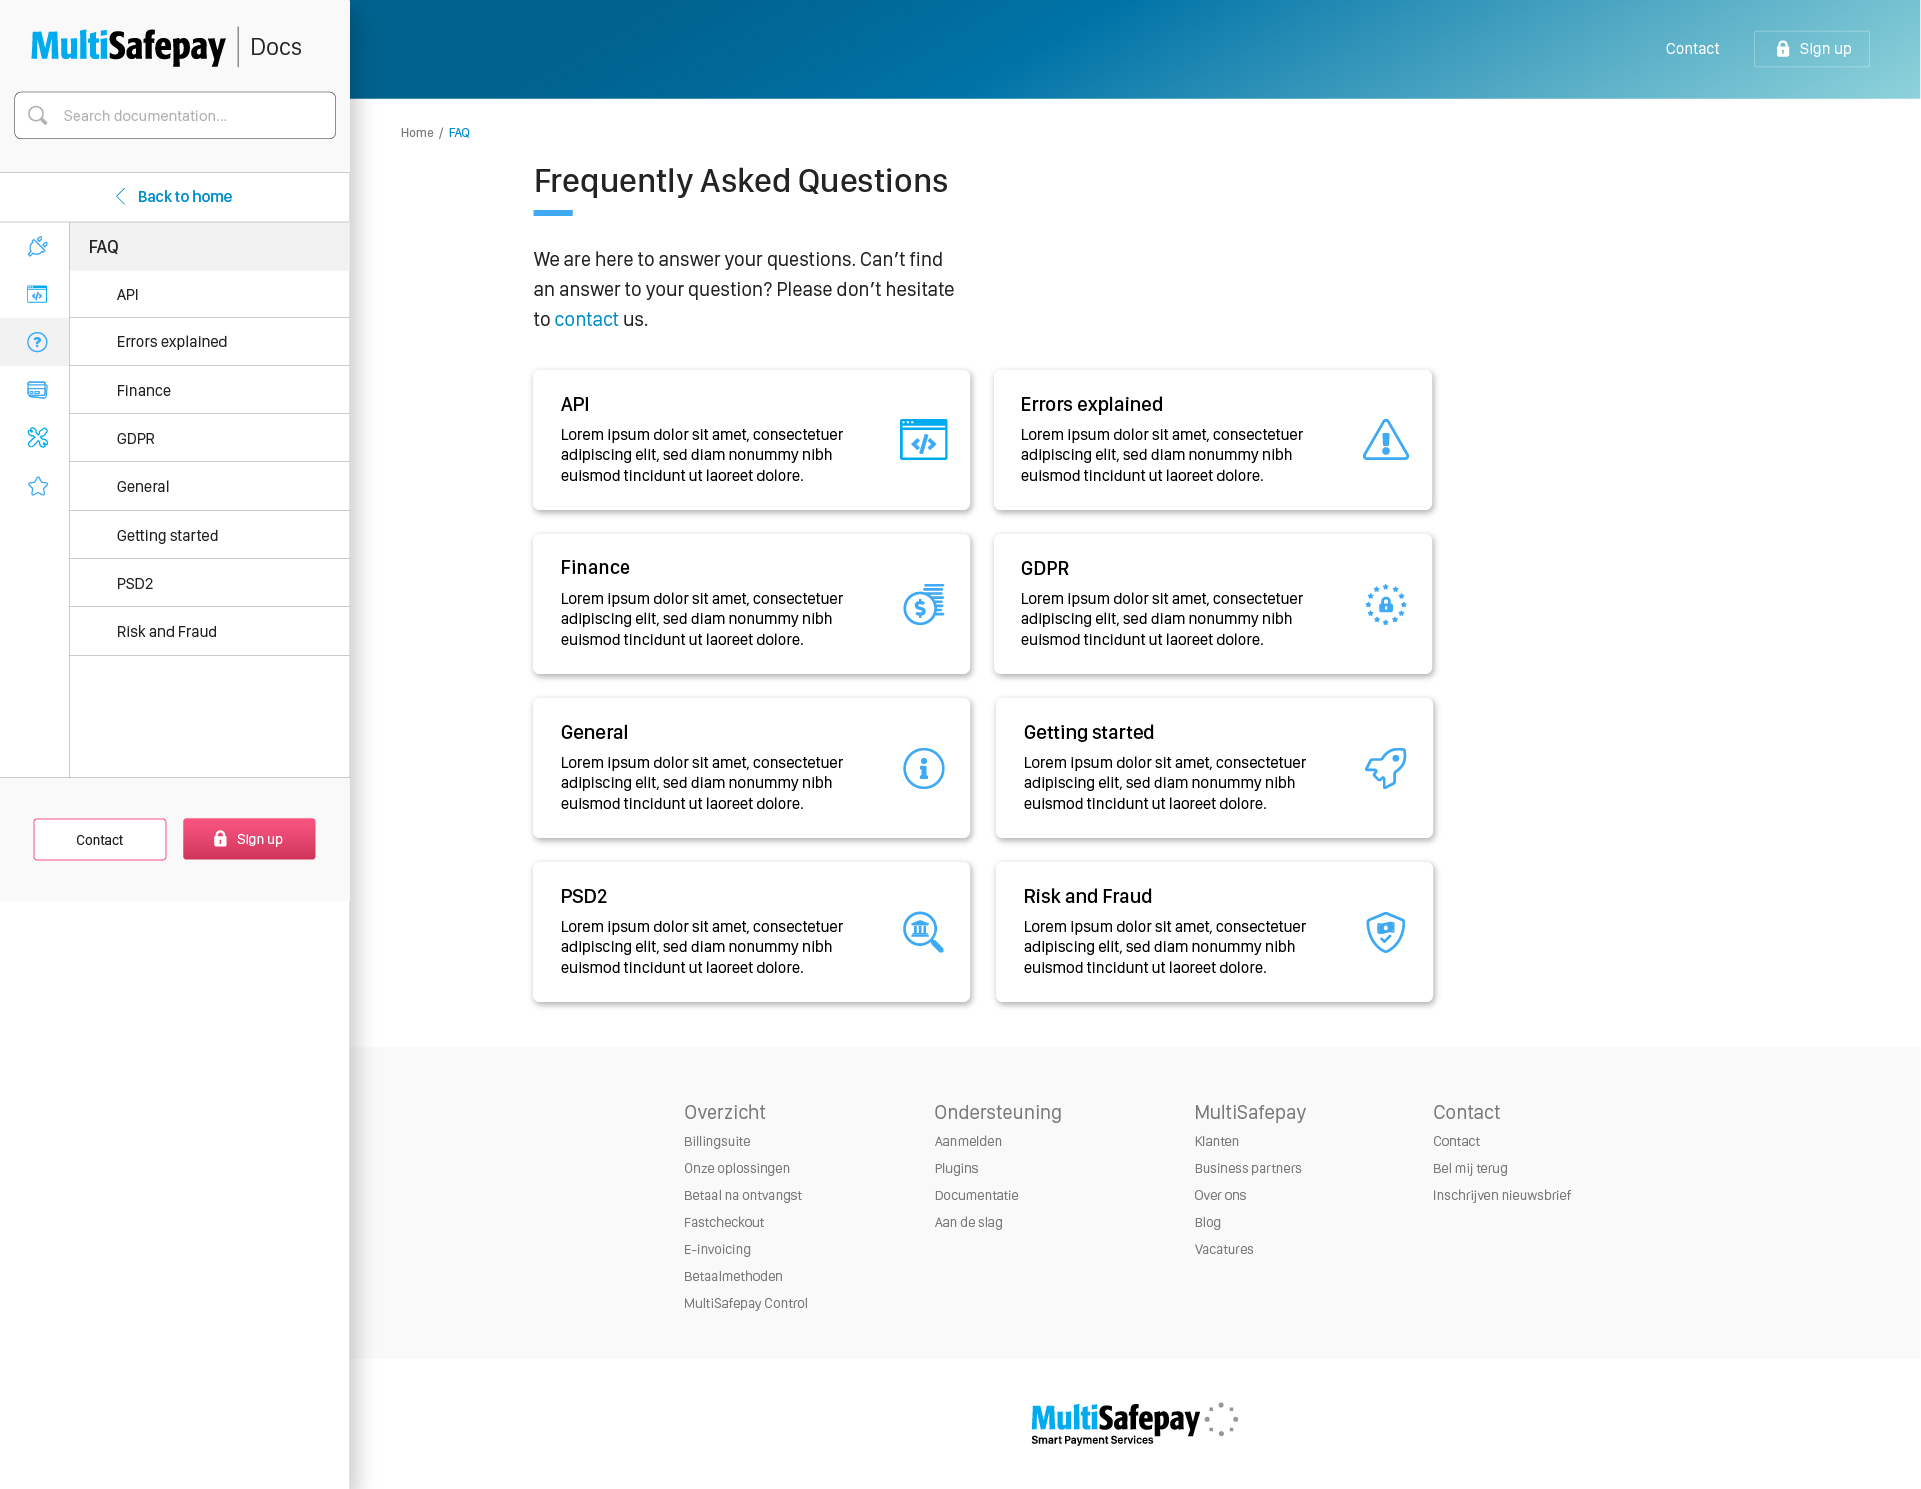 MultiSafepay Docs
Search documentation...
Back to home
FAQ
API
Errors explained
Finance
GDPR
General
Getting started
PSD2
Risk and Fraud
Contact
Sign up
Contact
Sign up
Home / FAQ
Frequently Asked Questions
We are here to answer your questions. Can’t find
an answer to your question? Please don’t hesitate
to contact us.
API
Lorem ipsum dolor sit amet, consectetuer
adipiscing elit, sed diam nonummy nibh
euismod tincidunt ut laoreet dolore.
Errors explained
Lorem ipsum dolor sit amet, consectetuer
adipiscing elit, sed diam nonummy nibh
euismod tincidunt ut laoreet dolore.
Finance
Lorem ipsum dolor sit amet, consectetuer
adipiscing elit, sed diam nonummy nibh
euismod tincidunt ut laoreet dolore.
GDPR
Lorem ipsum dolor sit amet, consectetuer
adipiscing elit, sed diam nonummy nibh
euismod tincidunt ut laoreet dolore.
General
Lorem ipsum dolor sit amet, consectetuer
adipiscing elit, sed diam nonummy nibh
euismod tincidunt ut laoreet dolore.
Getting started
Lorem ipsum dolor sit amet, consectetuer
adipiscing elit, sed diam nonummy nibh
euismod tincidunt ut laoreet dolore.
PSD2
Lorem ipsum dolor sit amet, consectetuer
adipiscing elit, sed diam nonummy nibh
euismod tincidunt ut laoreet dolore.
Risk and Fraud
Lorem ipsum dolor sit amet, consectetuer
adipiscing elit, sed diam nonummy nibh
euismod tincidunt ut laoreet dolore.
Overzicht
Billingsuite
Onze oplossingen
Betaal na ontvangst
Fastcheckout
E-invoicing
Betaalmethoden
MultiSafepay Control
Ondersteuning
Aanmelden
Plugins
Documentatie
Aan de slag
MultiSafepay
Klanten
Business partners
Over ons
Blog
Vacatures
Contact
Contact
Bel mij terug
Inschrijven nieuwsbrief
MultiSafepay
Smart Payment Services